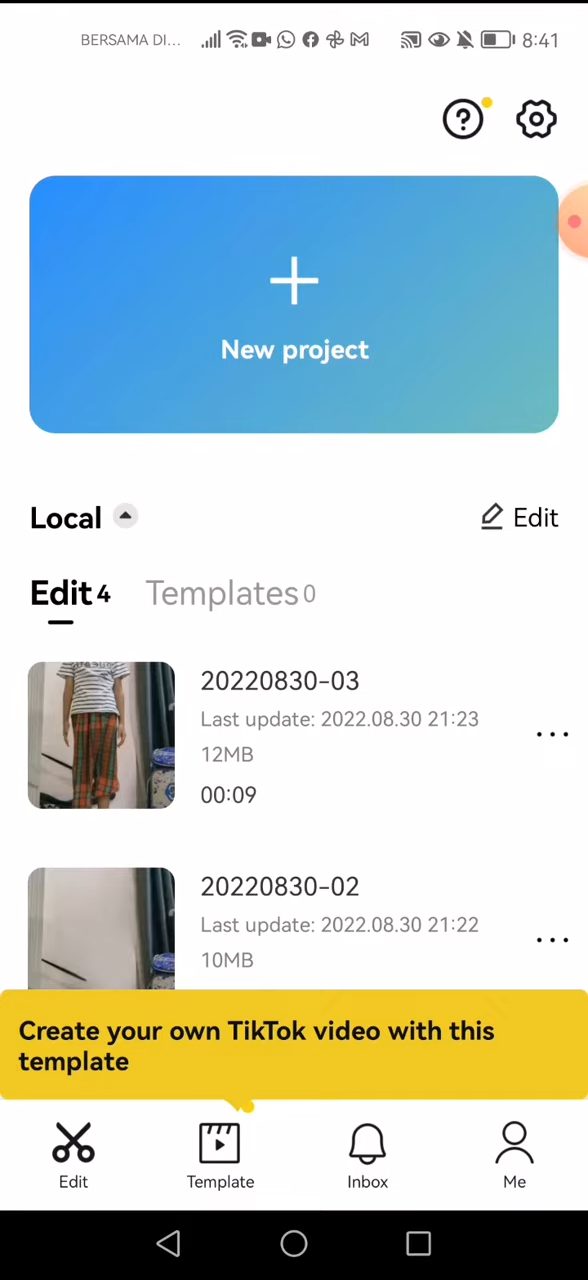 BERSAMA DI...
8:41
New project
Local
Edit
Edit 4
Templates 0
20220830-03
Last update: 2022.08.30 21:23
12MB
00:09
20220830-02
Last update: 2022.08.30 21:22
10MB
Create your own TikTok video with this
template
Edit
Template
Inbox
Me